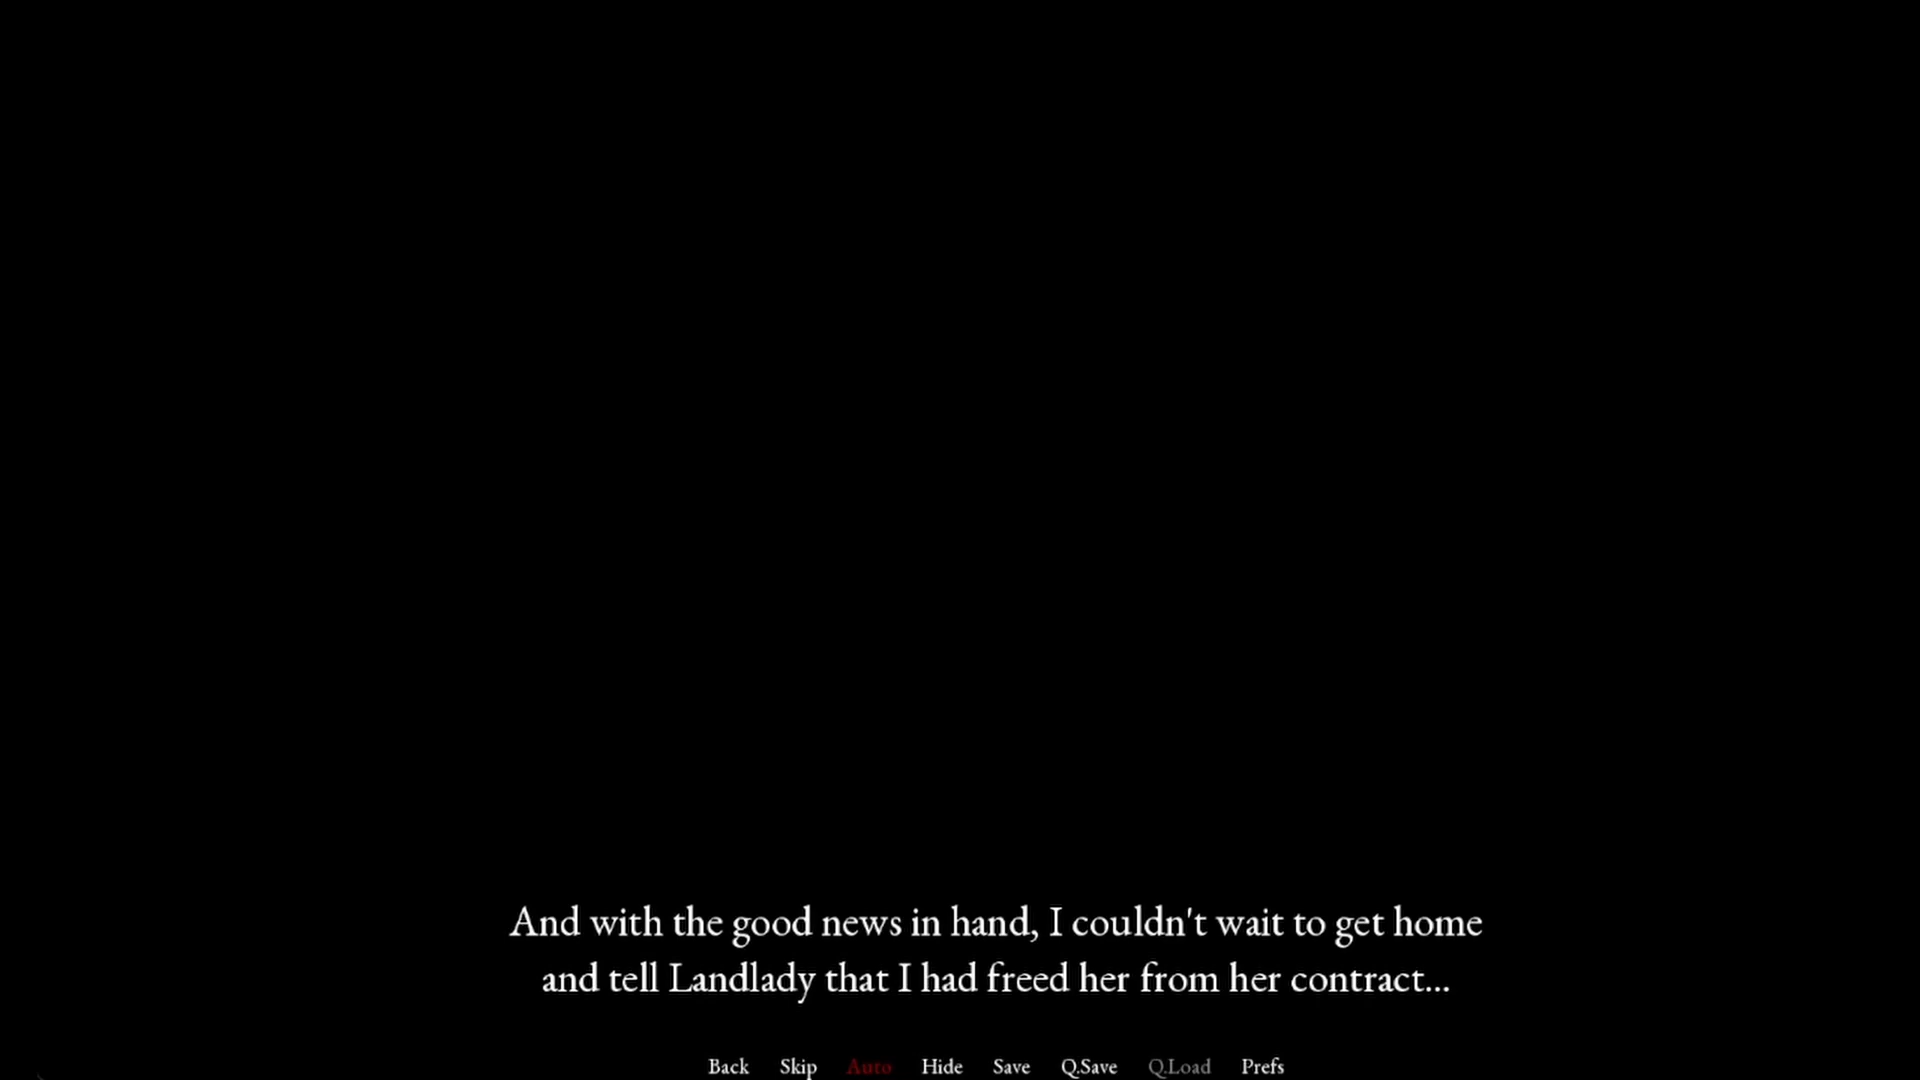 And with the good news in hand, I couldn't wait to get home
and tell Landlady that I had freed her from her contract...
Back Skip Auto Hide Save Q.Save Q.Load Prefs